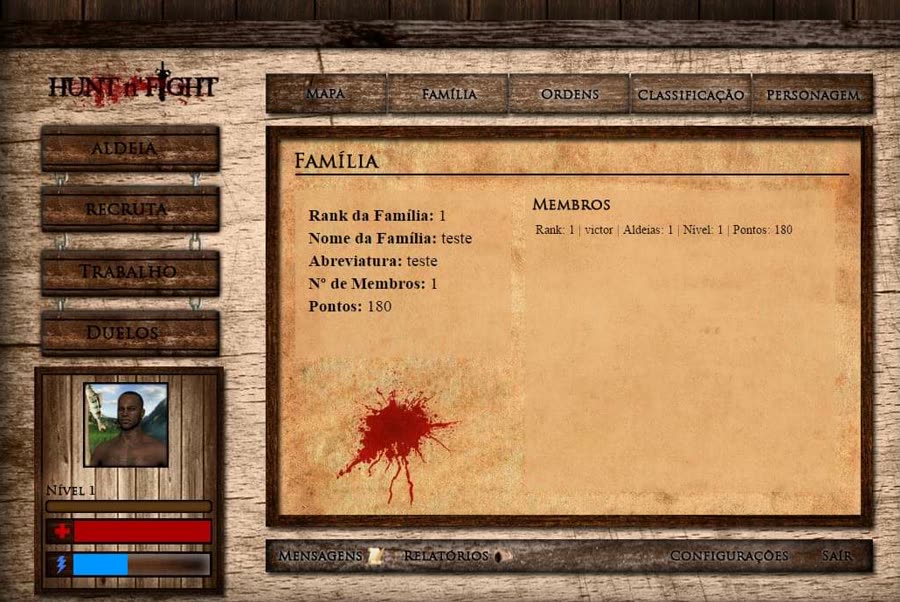 HUNT n' FIGHT
MAPA
FAMÍLIA
ORDENS
CLASSIFICAÇÃO
PERSONAGEM
ALDEIA
RECRUTA
TRABALHO
DUELOS
FAMÍLIA
Rank da Família: 1
Nome da Família: teste
Abreviatura: teste
Nº de Membros: 1
Pontos: 180
MEMBROS
Rank: 1 | victor | Aldeias: 1 | Nível: 1 | Pontos: 180
NÍVEL 1
MENSAGENS
RELATÓRIOS
CONFIGURAÇÕES
SAÍR